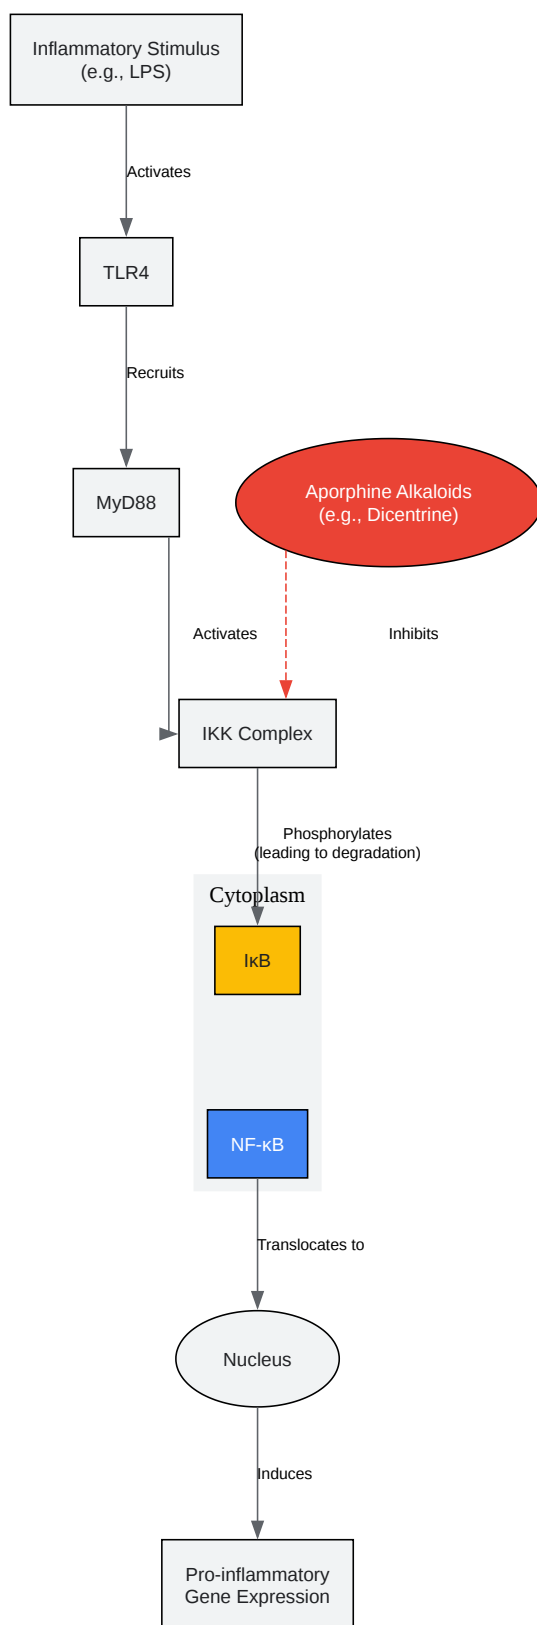 Inflammatory Stimulus
(e.g., LPS)
Activates
TLR4
Recruits
MyD88
Aporphine Alkaloids
(e.g., Dicentrine)
Activates
Inhibits
IKK Complex
Phosphorylates
(leading to degradation)
Cytoplasm
IκB
NF-κB
Translocates to
Nucleus
Induces
Pro-inflammatory
Gene Expression